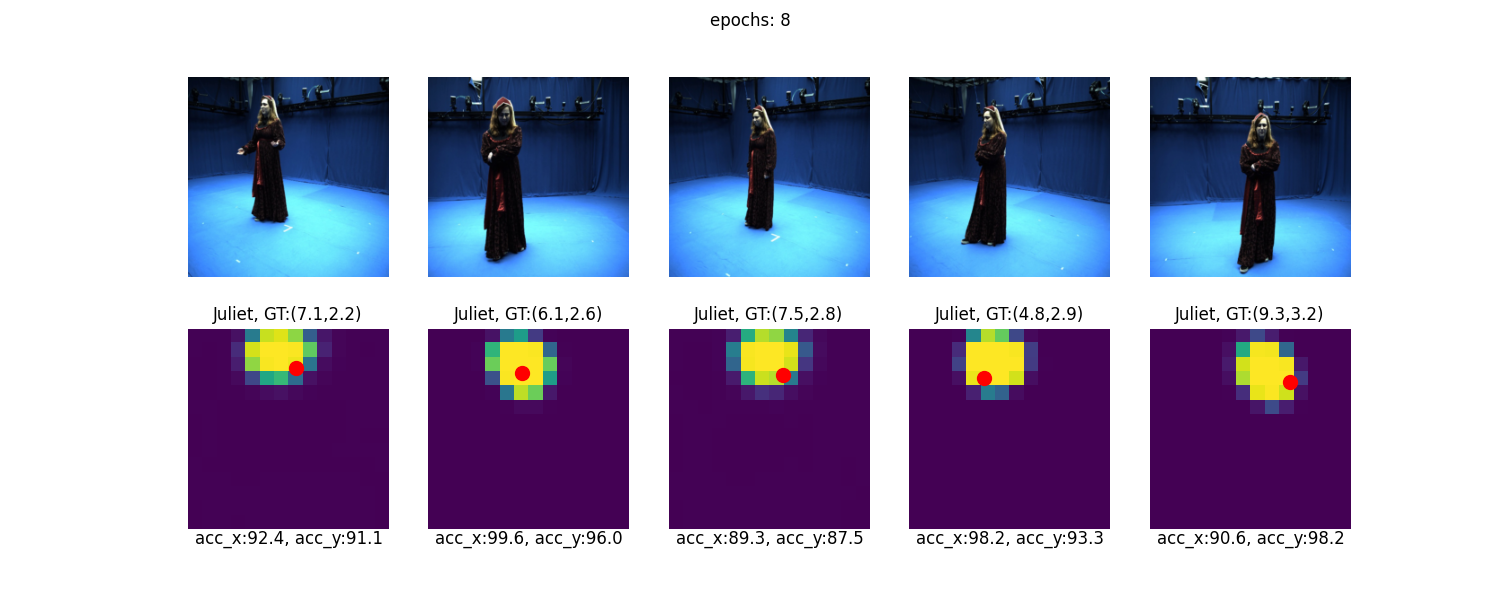 epochs: 8
Juliet, GT:(7.1,2.2)
Juliet, GT:(6.1,2.6)
Juliet, GT:(7.5,2.8)
Juliet, GT:(4.8,2.9)
Juliet, GT:(9.3,3.2)
acc_x:92.4, acc_y:91.1
acc_x:99.6, acc_y:96.0
acc_x:89.3, acc_y:87.5
acc_x:98.2, acc_y:93.3
acc_x:90.6, acc_y:98.2